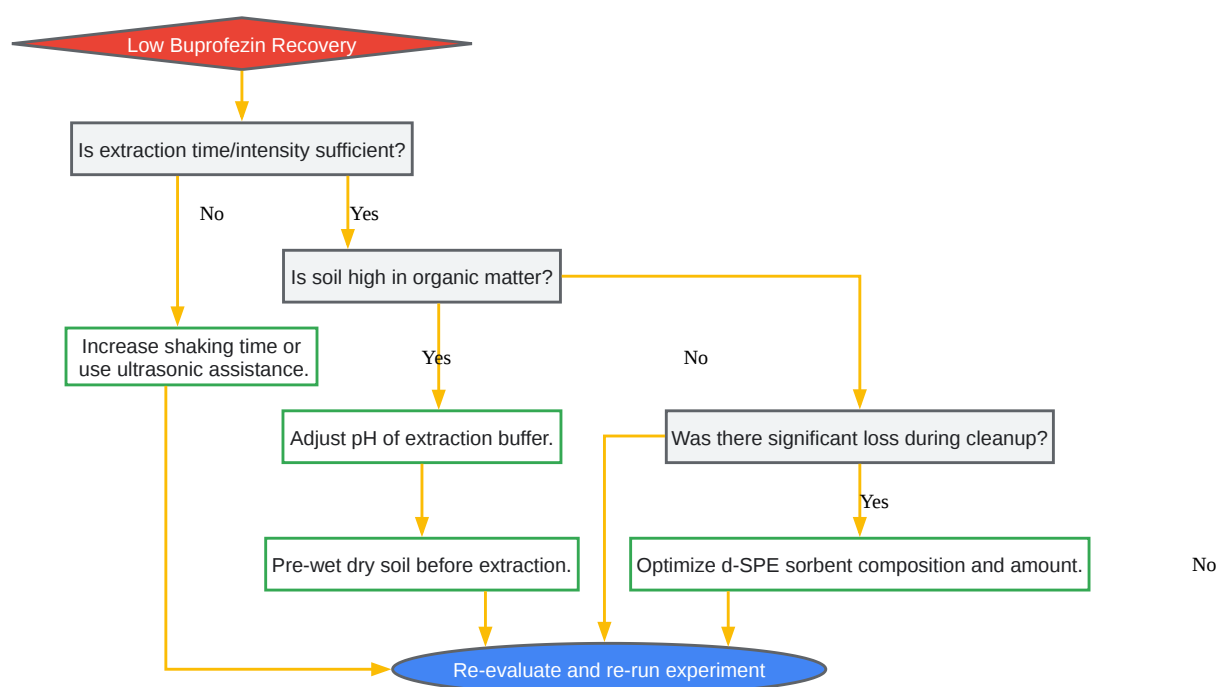 Low Buprofezin Recovery
Is extraction time/intensity sufficient?
No
Yes
Is soil high in organic matter?
Increase shaking time or
use ultrasonic assistance.
Yes
No
Adjust pH of extraction buffer.
Was there significant loss during cleanup?
Yes
Pre-wet dry soil before extraction.
Optimize d-SPE sorbent composition and amount.
No
Re-evaluate and re-run experiment